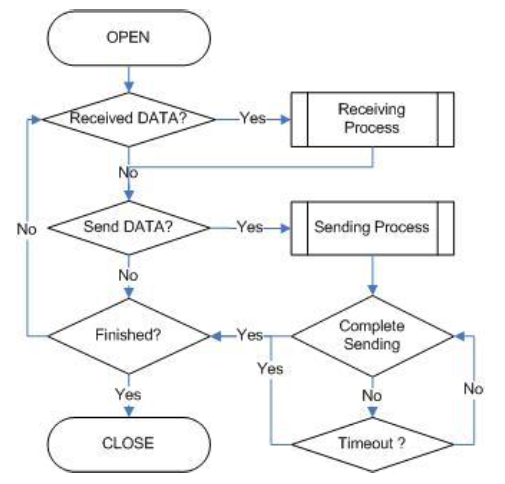 OPEN
Received DATA?
Yes
Receiving
Process
No
Send DATA?
Yes
Sending Process
No
No
Finished?
Yes
Complete
Sending
Yes
Yes
No
No
CLOSE
Timeout ?